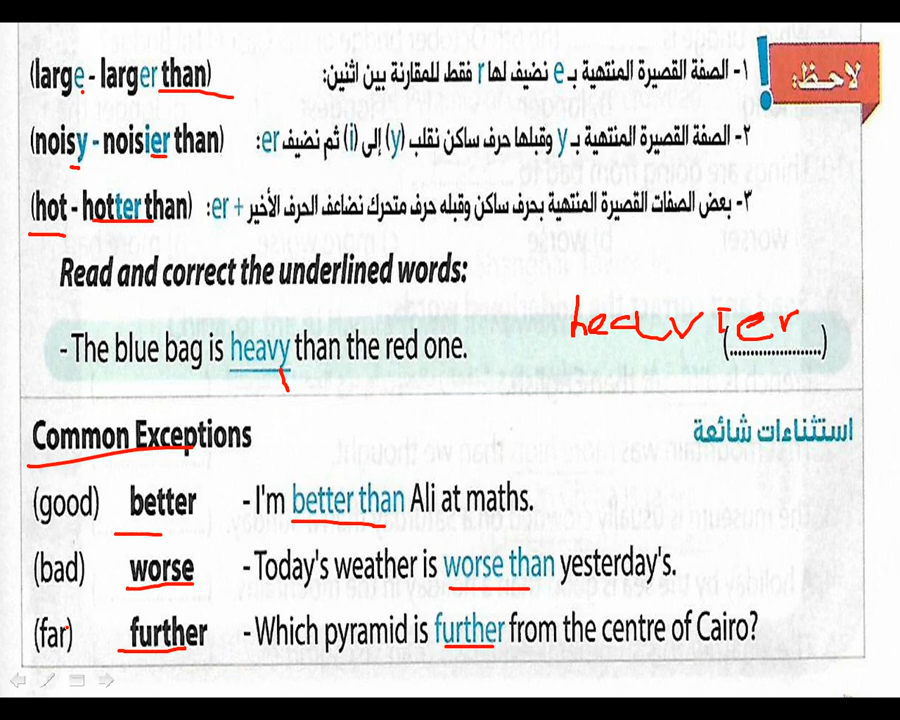 لاحظ:
١- الصفة القصيرة المنتهية بـ e نضيف لها r فقط للمقارنة بين اثنين: (large - larger than)
٢- الصفة القصيرة المنتهية بـ y وقبلها حرف ساكن نقلب (y) إلى (i) ثم نضيف er: (noisy - noisier than)
٣- بعض الصفات القصيرة المنتهية بحرف ساكن وقبله حرف متحرك نضاعف الحرف الأخير + er: (hot - hotter than)
Read and correct the underlined words:
heavier
- The blue bag is heavy than the red one. (.....................)
Common Exceptions استثناءات شائعة
(good) better - I'm better than Ali at maths.
(bad) worse - Today's weather is worse than yesterday's.
(far) further - Which pyramid is further from the centre of Cairo?